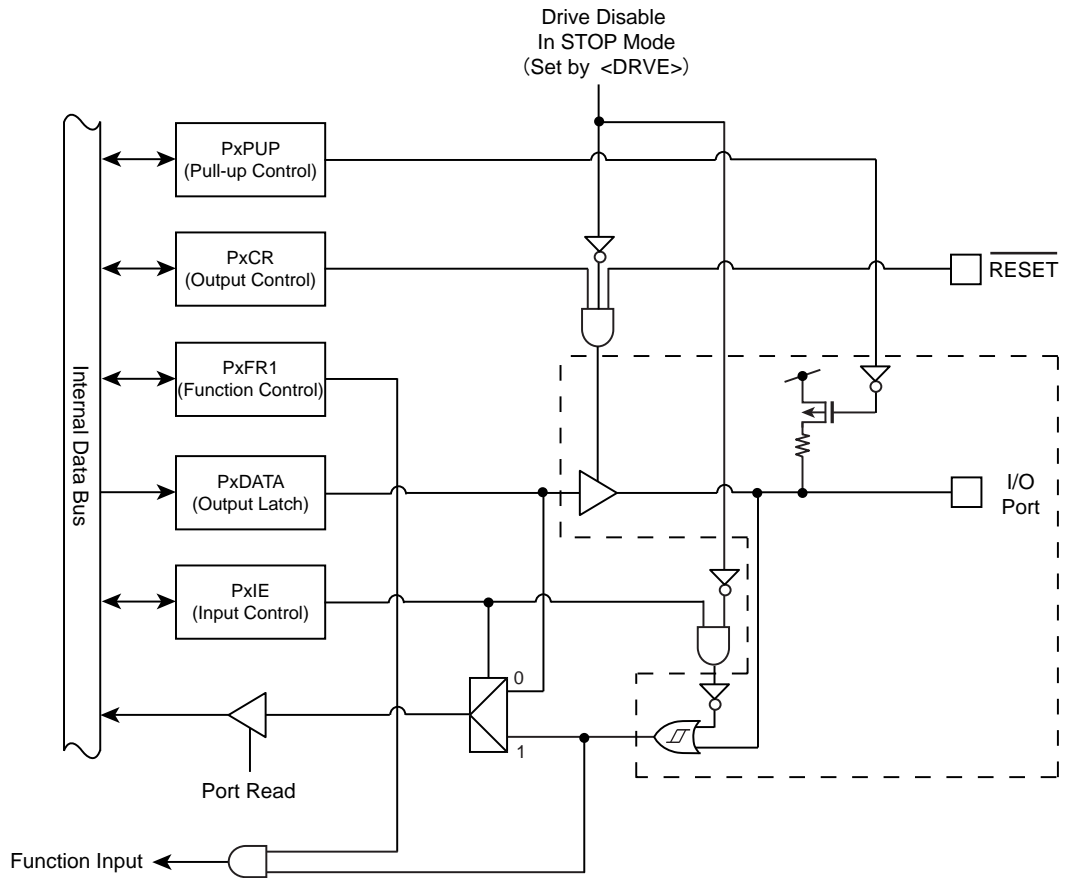 Drive Disable
In STOP Mode
(Set by <DRVE>)
PxPUP
(Pull-up Control)
PxCR
(Output Control)
RESET
PxFR1
(Function Control)
Internal Data Bus
PxDATA
(Output Latch)
I/O
Port
PxIE
(Input Control)
0
1
Port Read
Function Input